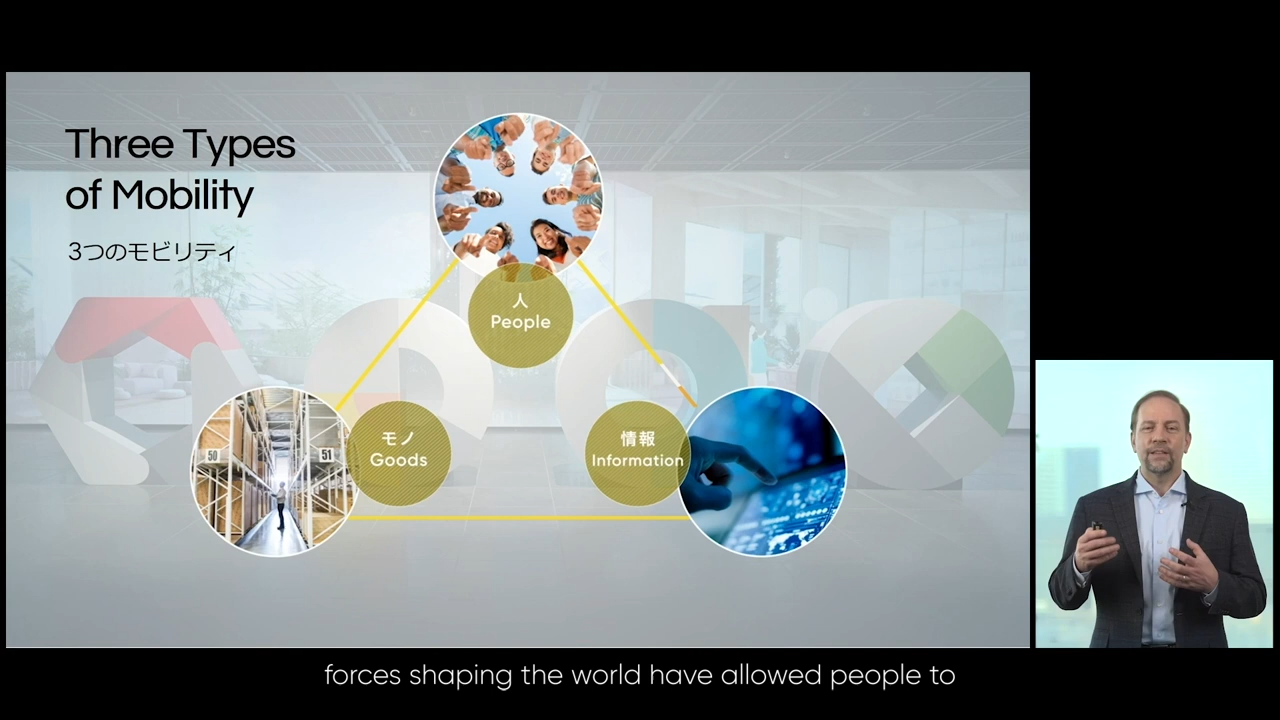 Three Types
of Mobility
3つのモビリティ
人
People
モノ
Goods
情報
Information
50
51
forces shaping the world have allowed people to